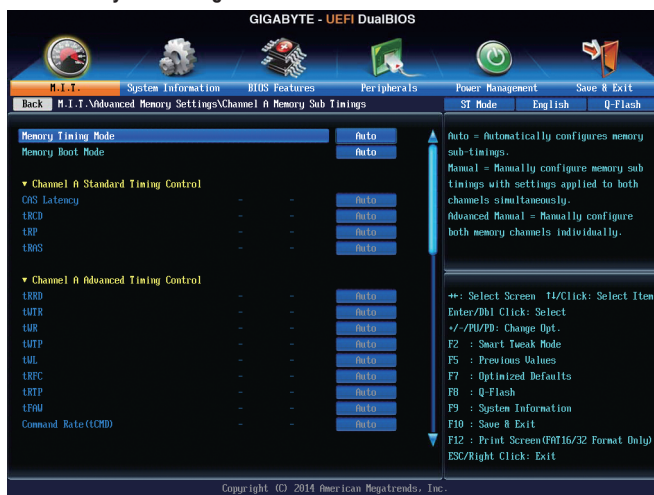 GIGABYTE - UEFI DualBIOS
M.I.T. System Information BIOS Features Peripherals Power Management Save & Exit
Back M.I.T.\Advanced Memory Settings\Channel A Memory Sub Timings ST Mode English Q-Flash
Memory Timing Mode Auto
Memory Boot Mode Auto
▼ Channel A Standard Timing Control
CAS Latency - - Auto
tRCD - - Auto
tRP - - Auto
tRAS - - Auto
▼ Channel A Advanced Timing Control
tRRD - - Auto
tWTR - - Auto
tWR - - Auto
tWTP - - Auto
tWL - - Auto
tRFC - - Auto
tRTP - - Auto
tFAW - - Auto
Command Rate(tCMD) - - Auto
Auto = Automatically configures memory
sub-timings.
Manual = Manually configure memory sub
timings with settings applied to both
channels simultaneously.
Advanced Manual = Manually configure
both memory channels individually.
→←: Select Screen ↑↓/Click: Select Item
Enter/Dbl Click: Select
+/-/PU/PD: Change Opt.
F2 : Smart Tweak Mode
F5 : Previous Values
F7 : Optimized Defaults
F8 : Q-Flash
F9 : System Information
F10 : Save & Exit
F12 : Print Screen(FAT16/32 Format Only)
ESC/Right Click: Exit
Copyright (C) 2014 American Megatrends, Inc.